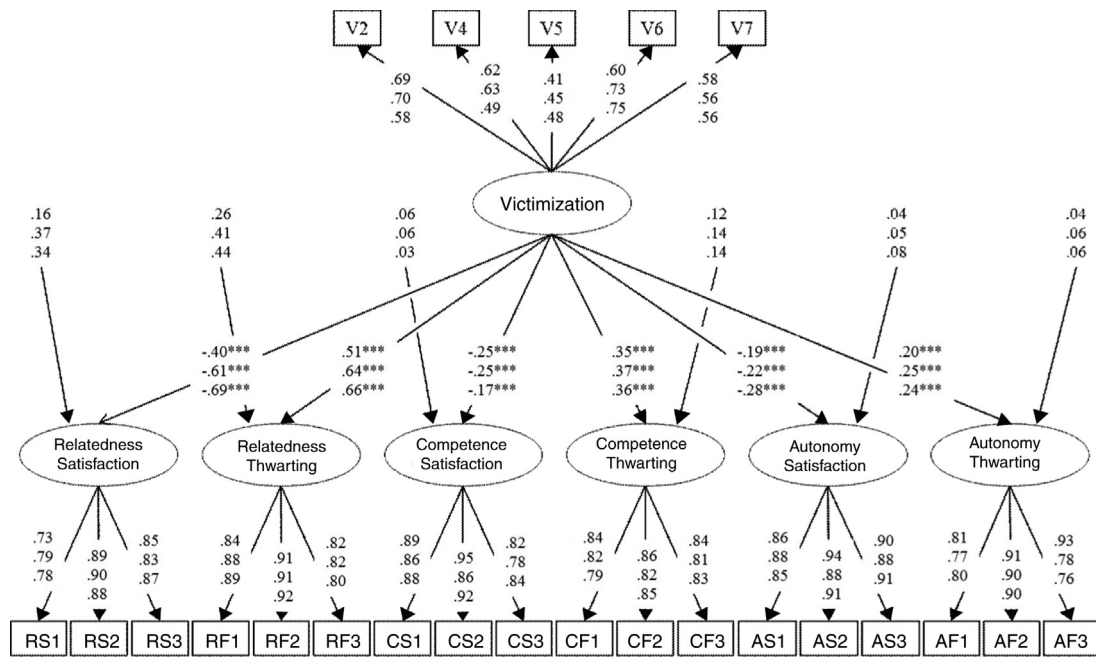 V2 V4 V5 V6 V7
.69 .62 .41 .60 .58
.70 .63 .45 .73 .56
.58 .49 .48 .75 .56
Victimization
.16 .26 .06 .12 .04 .04
.37 .41 .06 .14 .05 .06
.34 .44 .03 .14 .08 .06
-.40*** .51*** -.25*** .35*** -.19*** .20***
-.61*** .64*** -.25*** .37*** -.22*** .25***
-.69*** .66*** -.17*** .36*** -.28*** .24***
Relatedness Relatedness Competence Competence Autonomy Autonomy
Satisfaction Thwarting Satisfaction Thwarting Satisfaction Thwarting
.73 .89 .85 .84 .91 .82 .89 .95 .82 .84 .86 .84 .86 .94 .90 .81 .91 .93
.79 .90 .83 .88 .91 .82 .86 .86 .78 .82 .82 .81 .88 .88 .88 .77 .90 .78
.78 .88 .87 .89 .92 .80 .88 .92 .84 .79 .85 .83 .85 .91 .91 .80 .90 .76
RS1 RS2 RS3 RF1 RF2 RF3 CS1 CS2 CS3 CF1 CF2 CF3 AS1 AS2 AS3 AF1 AF2 AF3